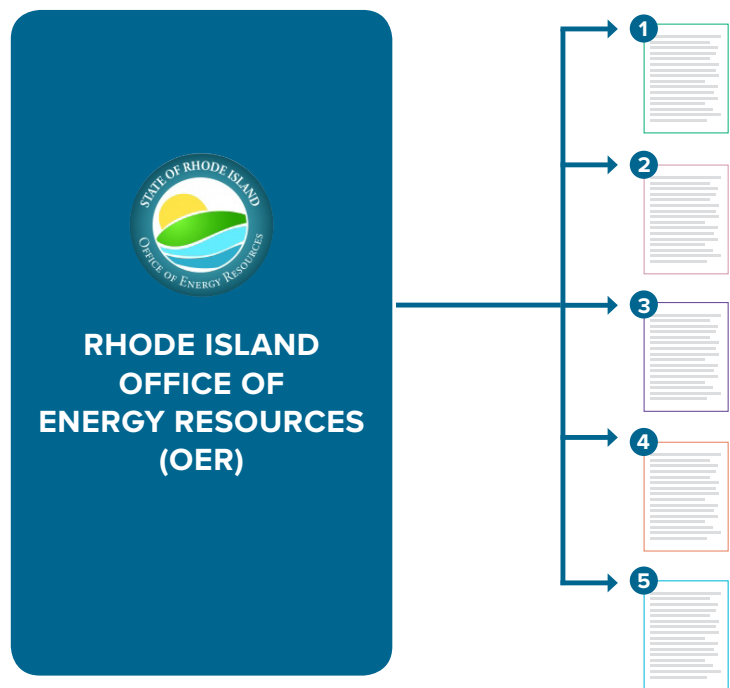 STATE OF RHODE ISLAND
OFFICE OF ENERGY RESOURCES
RHODE ISLAND
OFFICE OF
ENERGY RESOURCES
(OER)
1
2
3
4
5